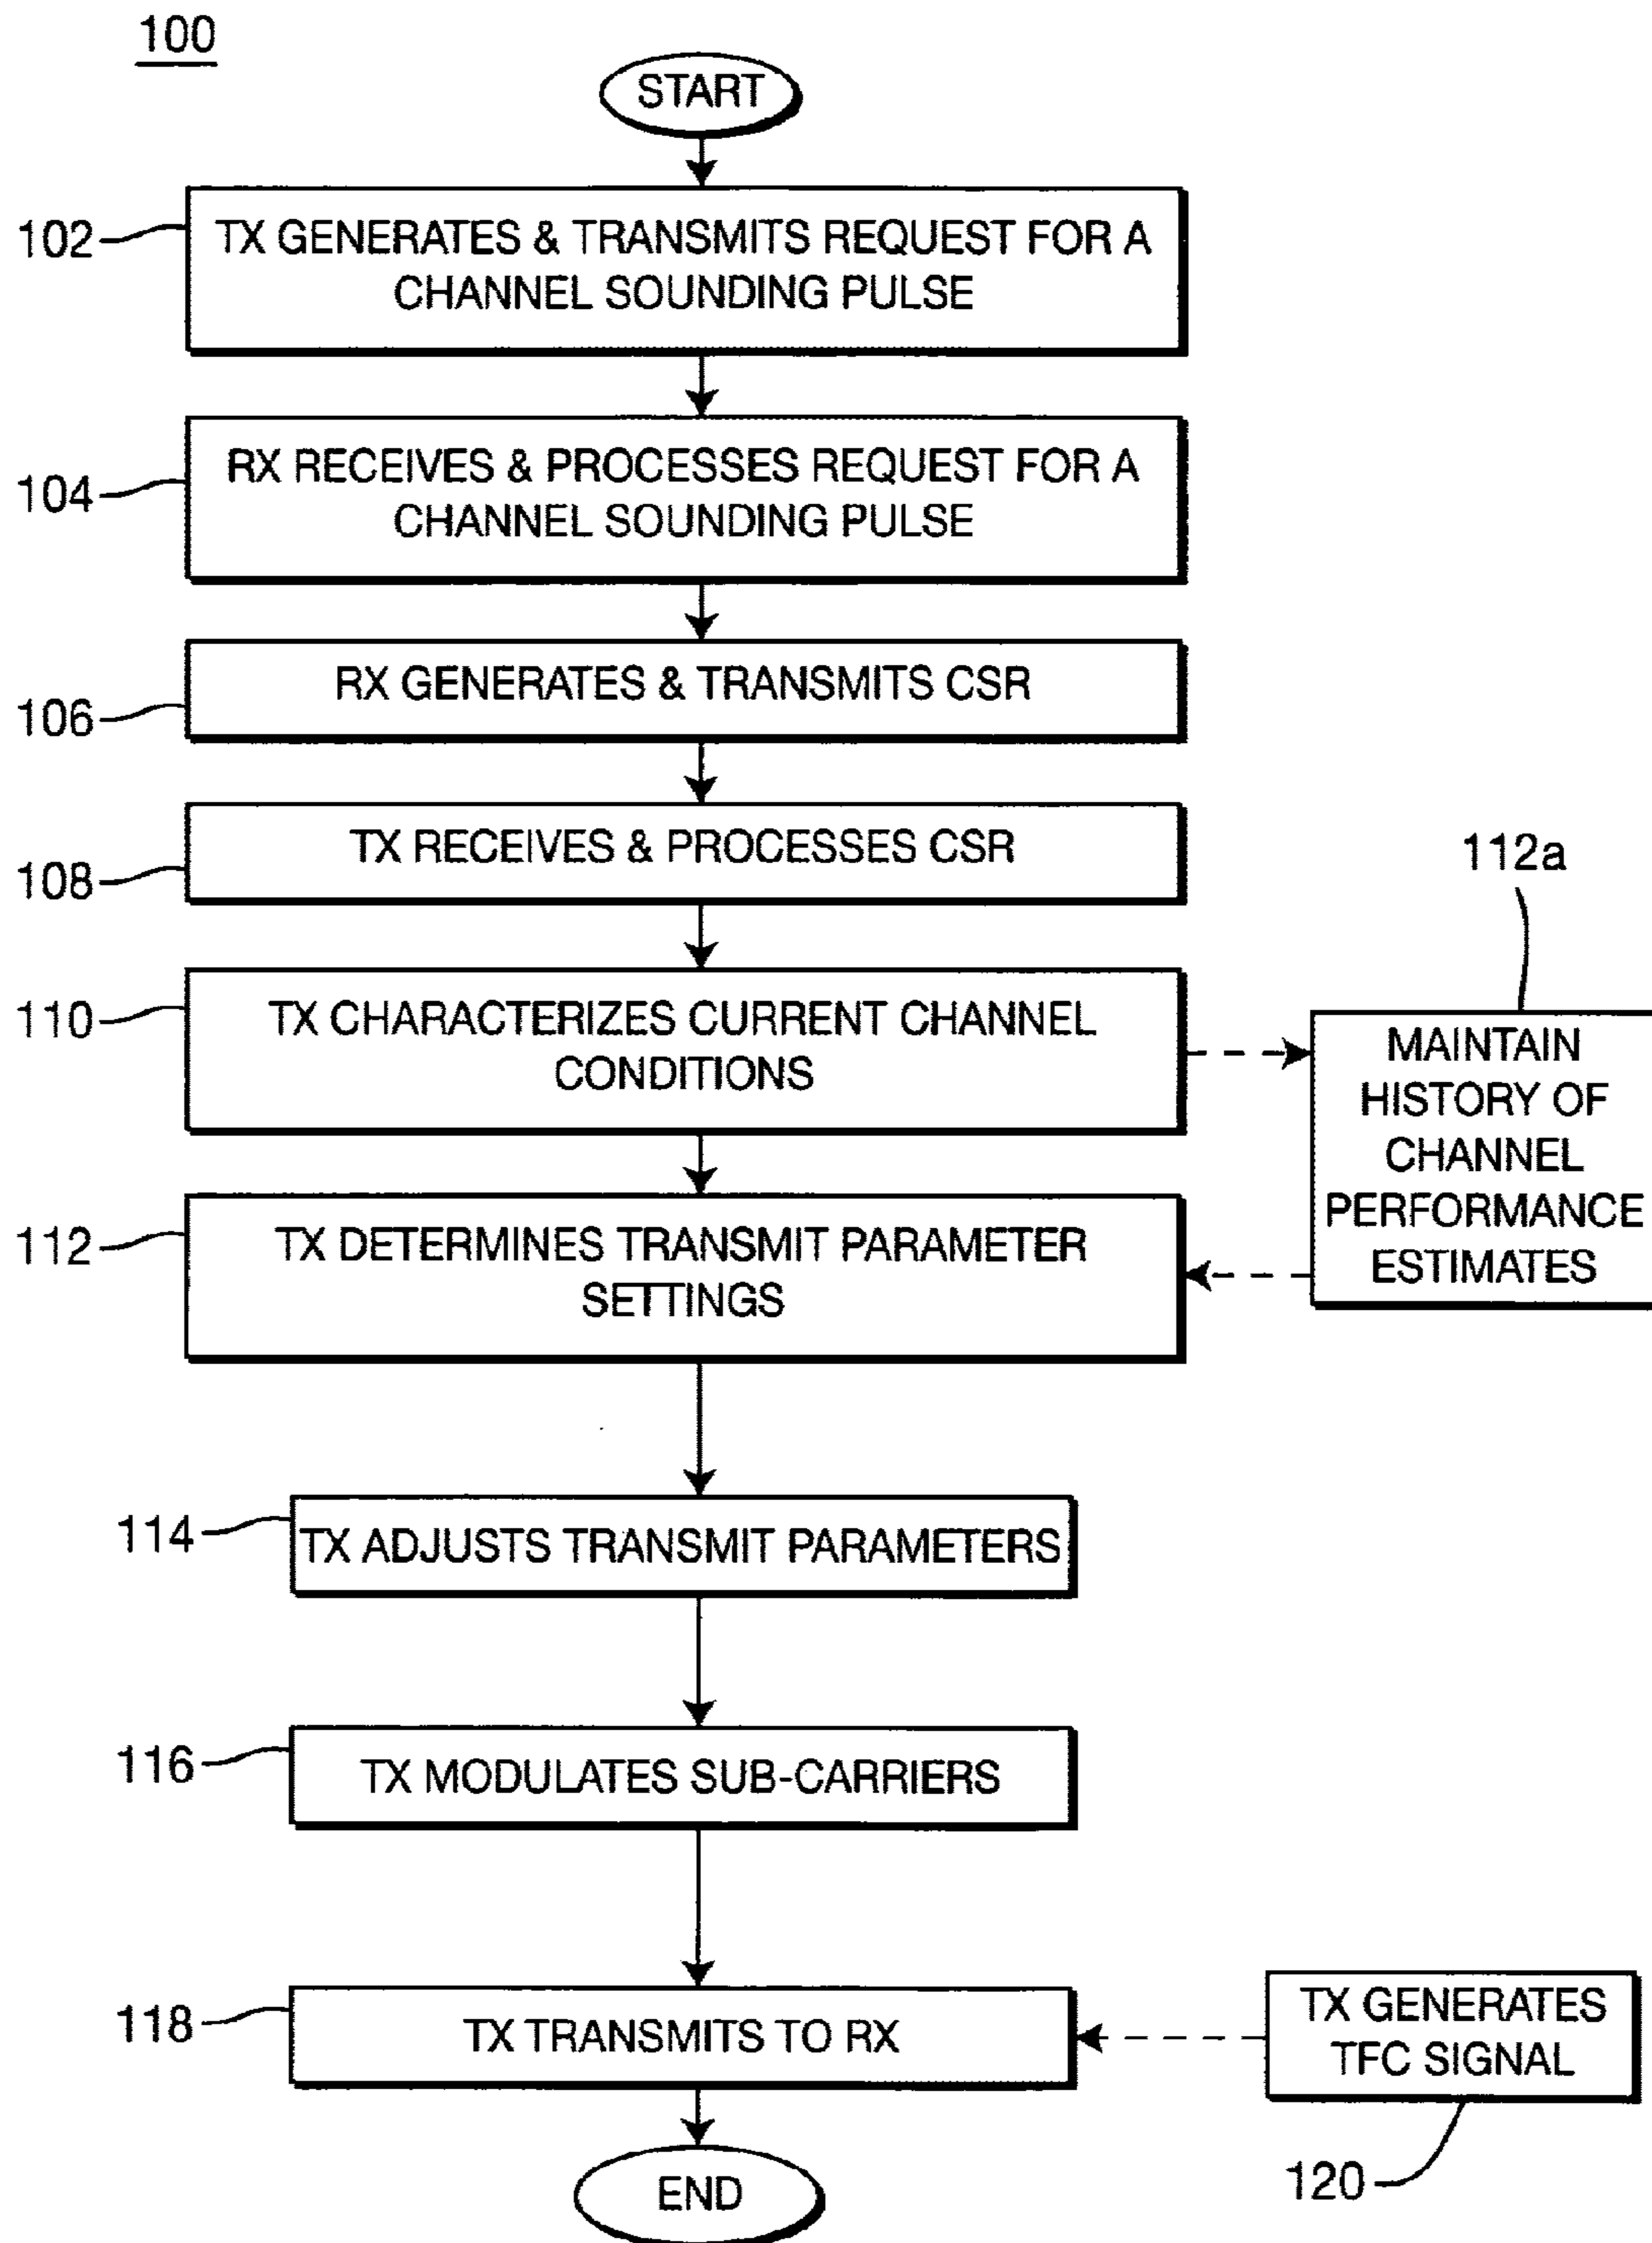 100
START
102
TX GENERATES & TRANSMITS REQUEST FOR A
CHANNEL SOUNDING PULSE
104
RX RECEIVES & PROCESSES REQUEST FOR A
CHANNEL SOUNDING PULSE
106
RX GENERATES & TRANSMITS CSR
108
TX RECEIVES & PROCESSES CSR
110
TX CHARACTERIZES CURRENT CHANNEL
CONDITIONS
112a
MAINTAIN
HISTORY OF
CHANNEL
PERFORMANCE
ESTIMATES
112
TX DETERMINES TRANSMIT PARAMETER
SETTINGS
114
TX ADJUSTS TRANSMIT PARAMETERS
116
TX MODULATES SUB-CARRIERS
118
TX TRANSMITS TO RX
TX GENERATES
TFC SIGNAL
120
END